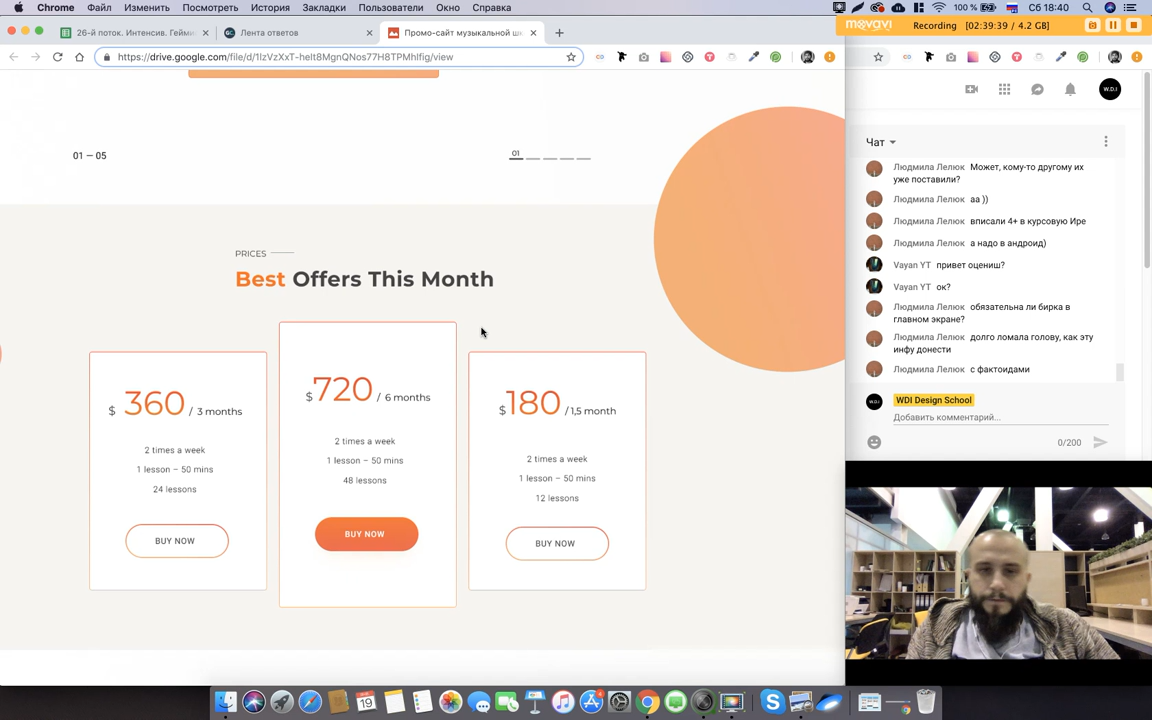 Chrome Файл Изменить Посмотреть История Закладки Пользователи Окно Справка 100 % Сб 18:40
26-й поток. Интенсив. Гейми
Лента ответов
Промо-сайт музыкальной шк
movavi Recording [02:39:39 / 4.2 GB]
https://drive.google.com/file/d/1IzVzXxT-heIt8MgnQNos77H8TPMhIfig/view
W.D.I
01 — 05
01
PRICES
Best Offers This Month
$ 360 / 3 months
2 times a week
1 lesson – 50 mins
24 lessons
BUY NOW
$ 720 / 6 months
2 times a week
1 lesson – 50 mins
48 lessons
BUY NOW
$ 180 / 1,5 month
2 times a week
1 lesson – 50 mins
12 lessons
BUY NOW
Чат
Людмила Лелюк Может, кому-то другому их
уже поставили?
Людмила Лелюк аа ))
Людмила Лелюк вписали 4+ в курсовую Ире
Людмила Лелюк а надо в андроид)
Vayan YT привет оцениш?
Vayan YT ок?
Людмила Лелюк обязательна ли бирка в
главном экране?
Людмила Лелюк долго ломала голову, как эту
инфу донести
Людмила Лелюк с фактоидами
W.D.I WDI Design School
Добавить комментарий...
0/200
19